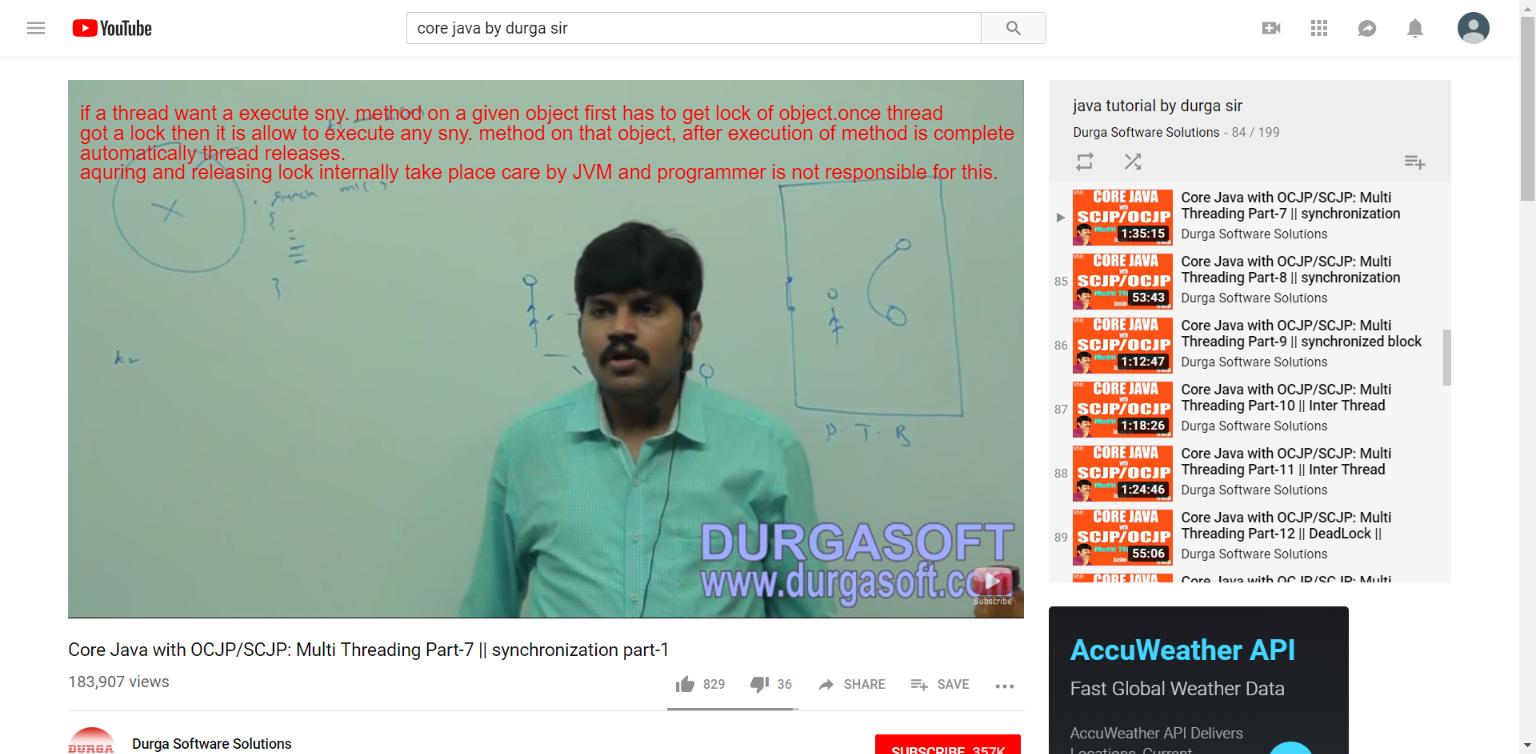 YouTube
core java by durga sir
if a thread want a execute sny. method on a given object first has to get lock of object.once thread
got a lock then it is allow to execute any sny. method on that object, after execution of method is complete
automatically thread releases.
aquring and releasing lock internally take place care by JVM and programmer is not responsible for this.
{
}
P. T. B
DURGASOFT
www.durgasoft.com
Subscribe
Core Java with OCJP/SCJP: Multi Threading Part-7 || synchronization part-1
183,907 views
829
36
SHARE
SAVE
DURGA
Durga Software Solutions
SUBSCRIBE 357K
java tutorial by durga sir
Durga Software Solutions - 84 / 199
CORE JAVA
with
SCJP/OCJP
1:35:15
Core Java with OCJP/SCJP: Multi
Threading Part-7 || synchronization
Durga Software Solutions
85
CORE JAVA
with
SCJP/OCJP
53:43
Core Java with OCJP/SCJP: Multi
Threading Part-8 || synchronization
Durga Software Solutions
86
CORE JAVA
with
SCJP/OCJP
1:12:47
Core Java with OCJP/SCJP: Multi
Threading Part-9 || synchronized block
Durga Software Solutions
87
CORE JAVA
with
SCJP/OCJP
1:18:26
Core Java with OCJP/SCJP: Multi
Threading Part-10 || Inter Thread
Durga Software Solutions
88
CORE JAVA
with
SCJP/OCJP
1:24:46
Core Java with OCJP/SCJP: Multi
Threading Part-11 || Inter Thread
Durga Software Solutions
89
CORE JAVA
with
SCJP/OCJP
55:06
Core Java with OCJP/SCJP: Multi
Threading Part-12 || DeadLock ||
Durga Software Solutions
Core Java with OCJP/SCJP: Multi
AccuWeather API
Fast Global Weather Data
AccuWeather API Delivers
Locations, Current